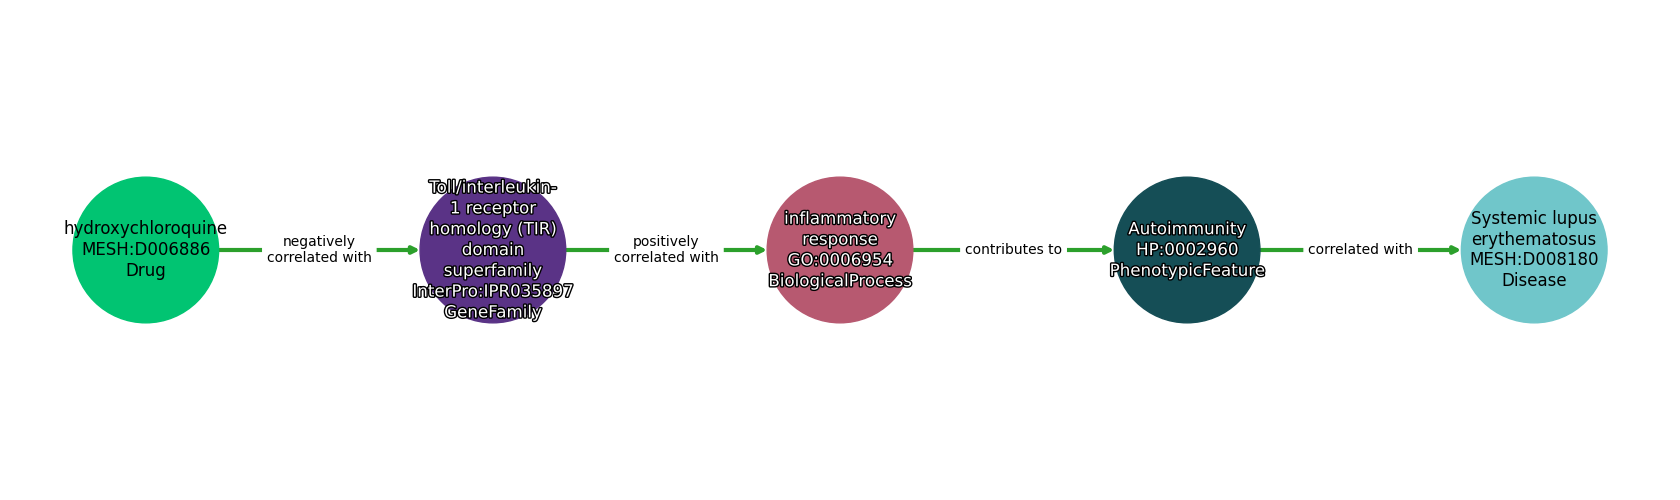 hydroxychloroquine
MESH:D006886
Drug
negatively
correlated with
Toll/interleukin-
1 receptor
homology (TIR)
domain
superfamily
InterPro:IPR035897
GeneFamily
positively
correlated with
inflammatory
response
GO:0006954
BiologicalProcess
contributes to
Autoimmunity
HP:0002960
PhenotypicFeature
correlated with
Systemic lupus
erythematosus
MESH:D008180
Disease